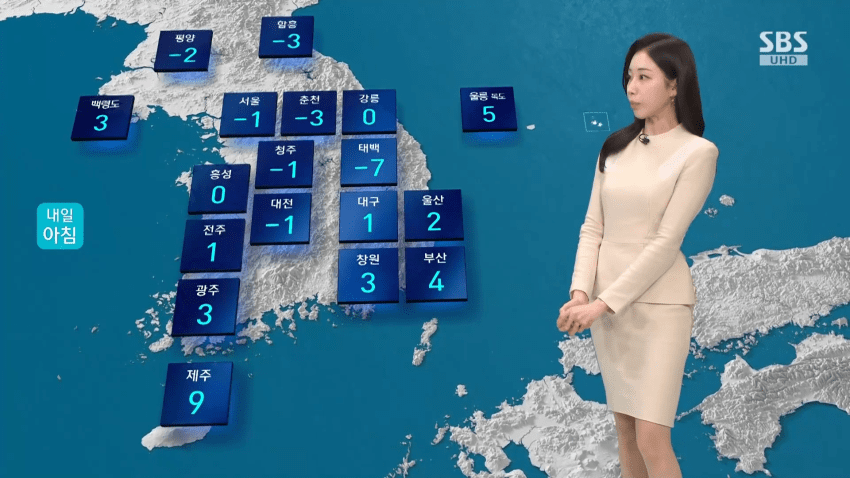 함흥
-3
평양
-2
SBS
UHD
백령도
3
서울
-1
춘천
-3
강릉
0
울릉 독도
5
청주
-1
태백
-7
홍성
0
대전
-1
대구
1
울산
2
내일
아침
전주
1
창원
3
부산
4
광주
3
제주
9